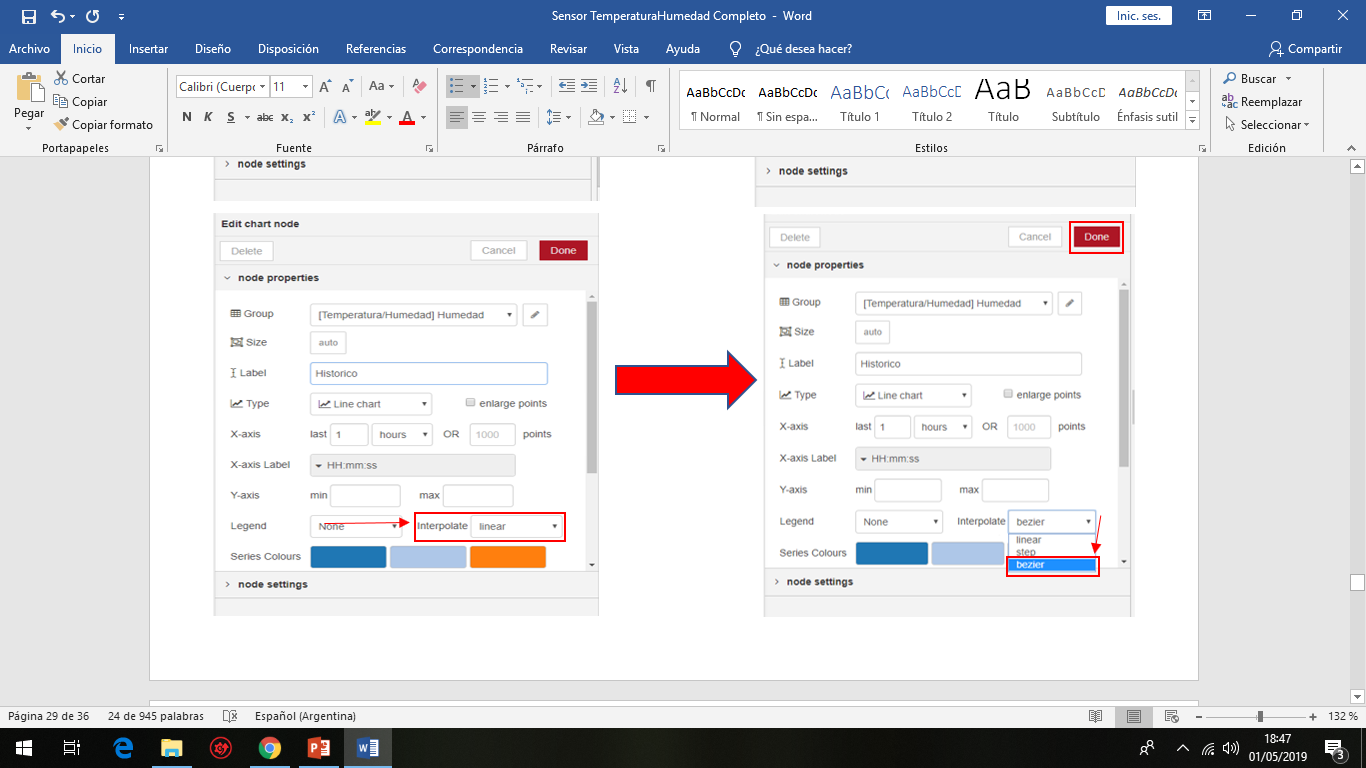 Sensor TemperaturaHumedad Completo - Word
Inic. ses.
Archivo Inicio Insertar Diseño Disposición Referencias Correspondencia Revisar Vista Ayuda ¿Qué desea hacer? Compartir
Pegar
Cortar
Copiar
Copiar formato
Portapapeles
Calibri (Cuerpo 11
Aa
N K S abc x₂ x²
Fuente
Párrafo
AaBbCcDc AaBbCcDc AaBbCc AaBbCcD AaB AaBbCcD AaBbCcDc
¶ Normal ¶ Sin espa... Título 1 Título 2 Título Subtítulo Énfasis sutil
Estilos
Buscar
Reemplazar
Seleccionar
Edición
node settings
Edit chart node
Delete Cancel Done
node properties
Group [Temperatura/Humedad] Humedad
Size auto
Label Historico
Type Line chart enlarge points
X-axis last 1 hours OR 1000 points
X-axis Label HH:mm:ss
Y-axis min max
Legend None Interpolate linear
Series Colours
node settings
node settings
Delete Cancel Done
node properties
Group [Temperatura/Humedad] Humedad
Size auto
Label Historico
Type Line chart enlarge points
X-axis last 1 hours OR 1000 points
X-axis Label HH:mm:ss
Y-axis min max
Legend None Interpolate bezier
linear
step
bezier
Series Colours
node settings
Página 29 de 36 24 de 945 palabras Español (Argentina) 132 %
18:47
01/05/2019
3